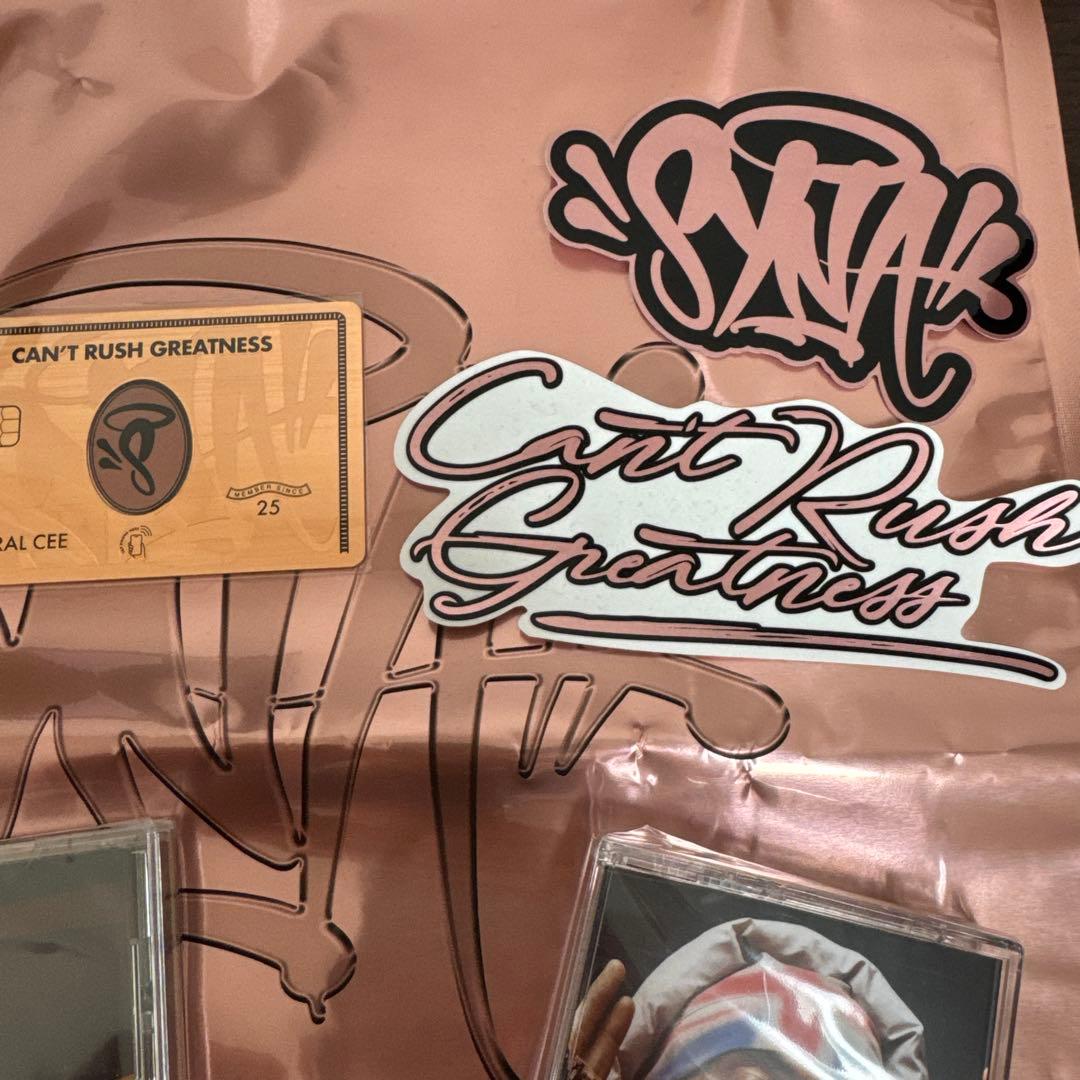 SYNA
CAN'T RUSH GREATNESS
MEMBER SINCE
25
RAL CEE
Can't Rush
Greatness